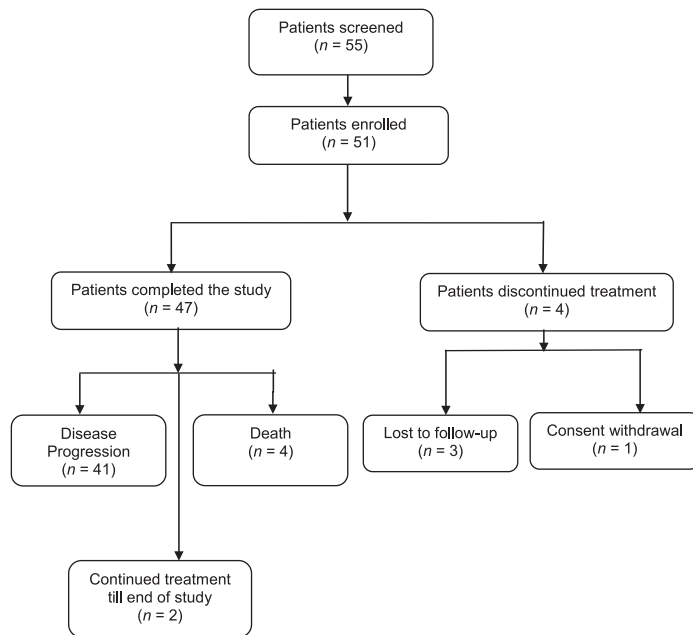 Patients screened
(n = 55)
Patients enrolled
(n = 51)
Patients completed the study
(n = 47)
Patients discontinued treatment
(n = 4)
Disease
Progression
(n = 41)
Death
(n = 4)
Lost to follow-up
(n = 3)
Consent withdrawal
(n = 1)
Continued treatment
till end of study
(n = 2)